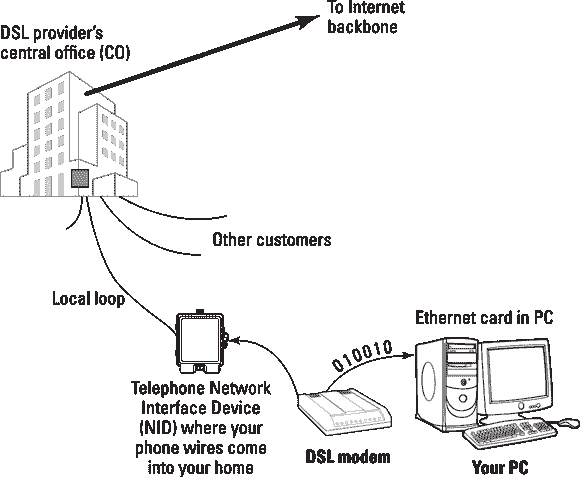 To Internet
backbone
DSL provider's
central office (CO)
Other customers
Local loop
Ethernet card in PC
010010
Telephone Network
Interface Device
(NID) where your
phone wires come
into your home
DSL modem
Your PC